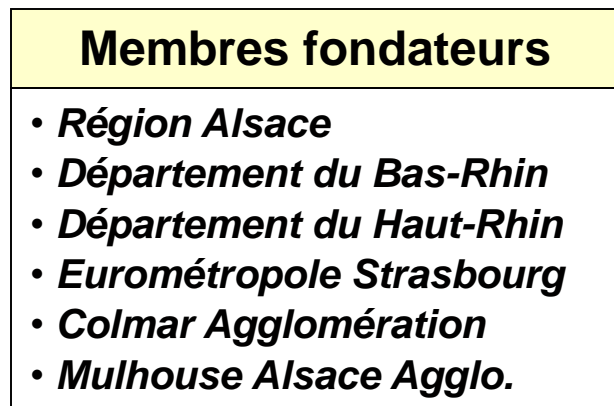 Membres fondateurs
• Région Alsace
• Département du Bas-Rhin
• Département du Haut-Rhin
• Eurométropole Strasbourg
• Colmar Agglomération
• Mulhouse Alsace Agglo.